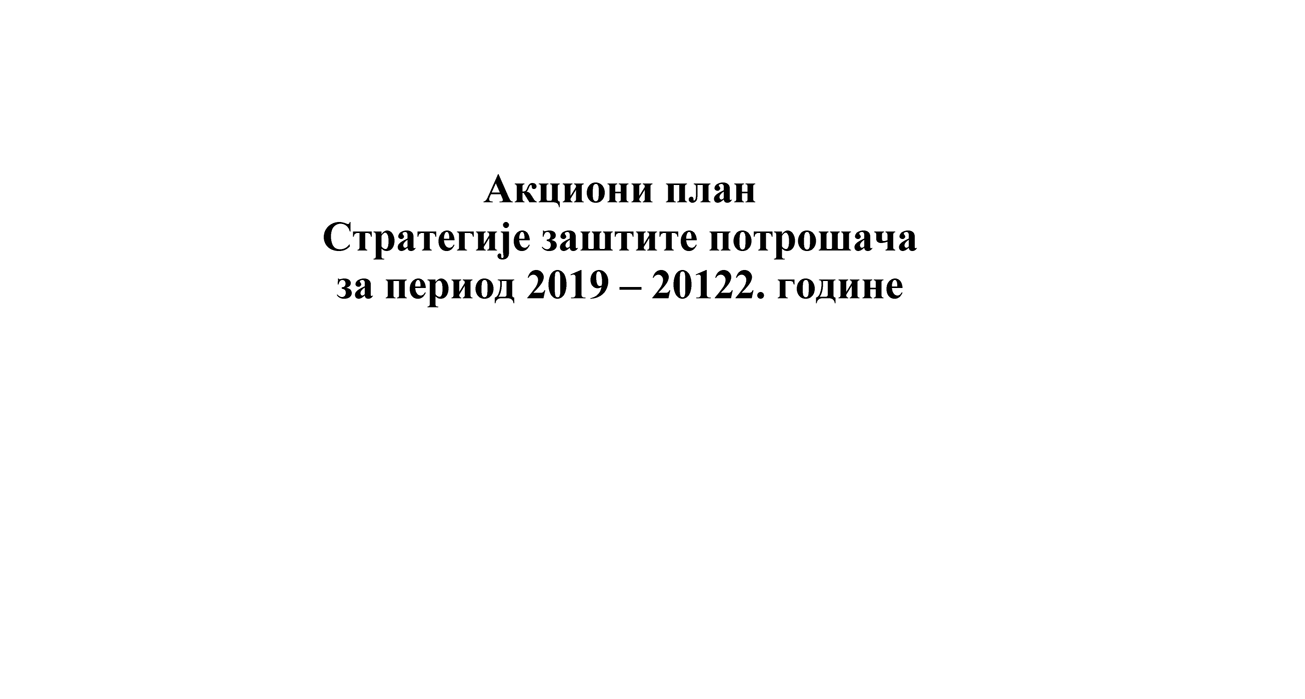 Акциони план
Стратегије заштите потрошача
за период 2019 – 20122. године